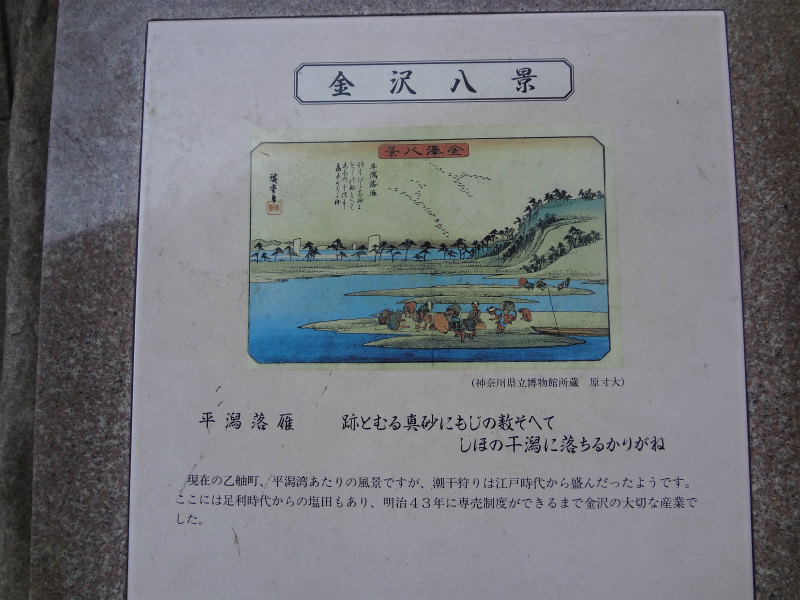 金沢八景
景八澤金
平潟落雁
廣重画
(神奈川県立博物館所蔵 原寸大)
平潟落雁
跡とむる真砂にもじの数そへて
しほの干潟に落ちるかりがね
現在の乙舳町、平潟湾あたりの風景ですが、潮干狩りは江戸時代から盛んだったようです。
ここには足利時代からの塩田もあり、明治43年に専売制度ができるまで金沢の大切な産業で
した。